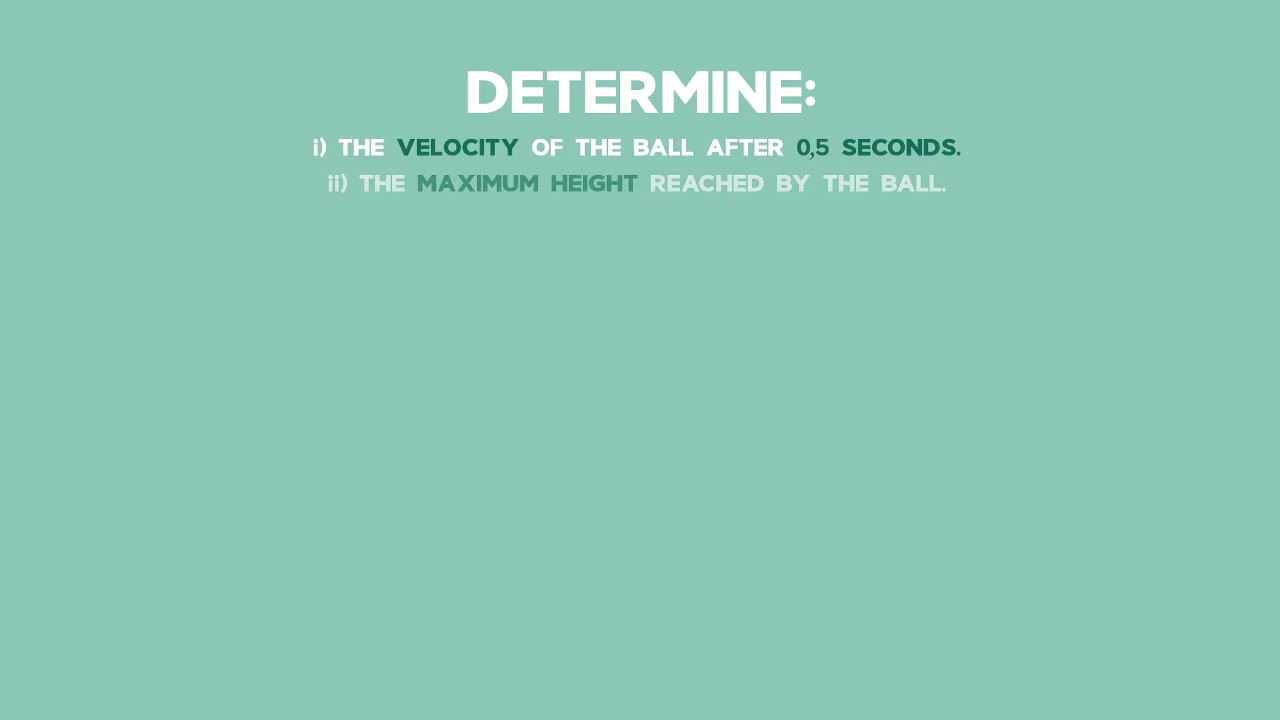 DETERMINE:
i) THE VELOCITY OF THE BALL AFTER 0,5 SECONDS.
ii) THE MAXIMUM HEIGHT REACHED BY THE BALL.